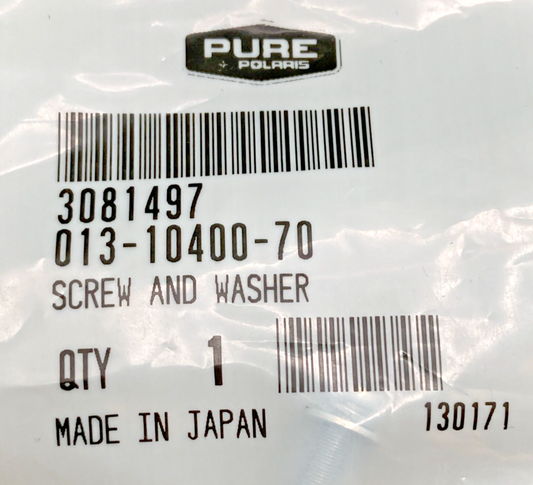 PURE
POLARIS
3081497
013-10400-70
SCREW AND WASHER
QTY 1
MADE IN JAPAN 130171